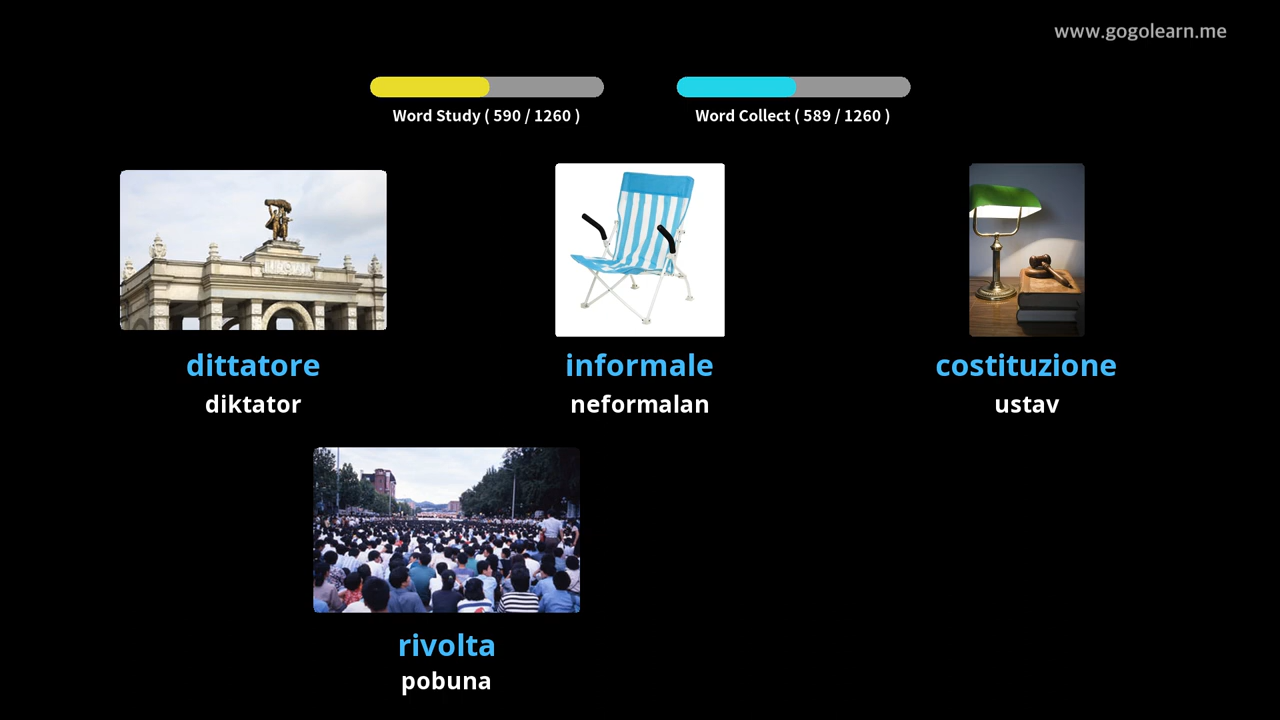 www.gogolearn.me
Word Study ( 590 / 1260 )
Word Collect ( 589 / 1260 )
dittatore
diktator
informale
neformalan
costituzione
ustav
rivolta
pobuna